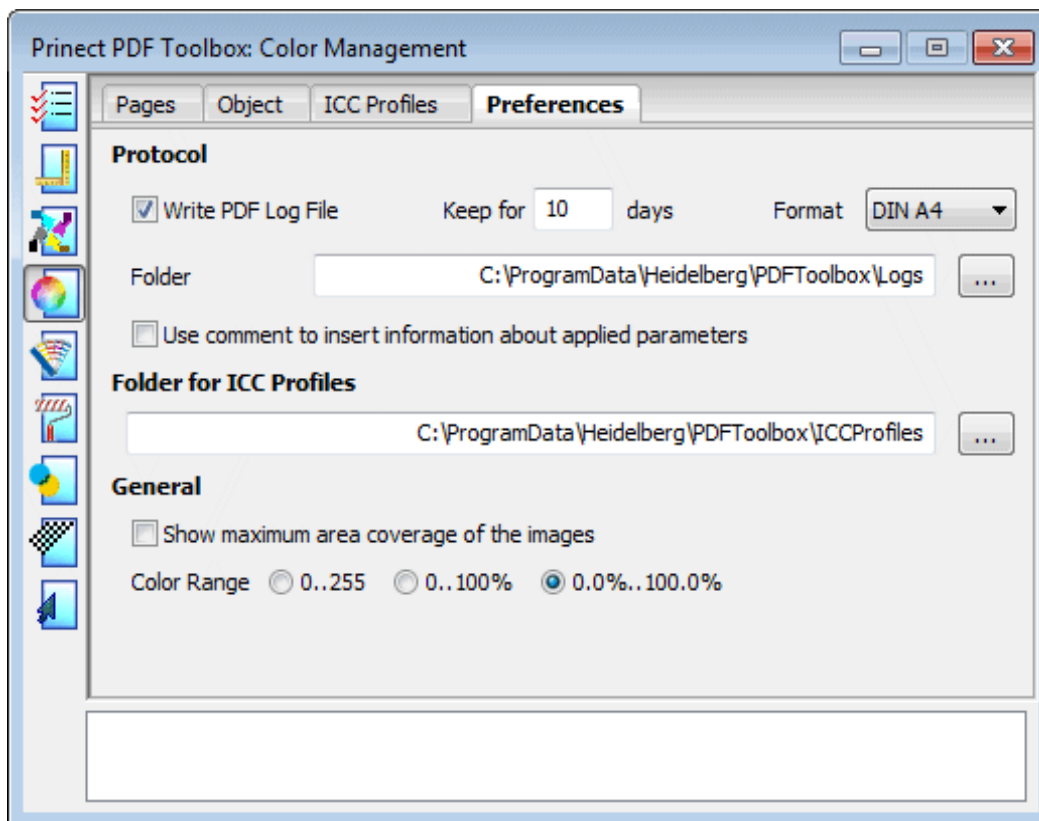 Prinect PDF Toolbox: Color Management
Pages Object ICC Profiles Preferences
Protocol
Write PDF Log File Keep for 10 days Format DIN A4
Folder C:\ProgramData\Heidelberg\PDFToolbox\Logs ...
Use comment to insert information about applied parameters
Folder for ICC Profiles
C:\ProgramData\Heidelberg\PDFToolbox\ICCProfiles ...
General
Show maximum area coverage of the images
Color Range 0..255 0..100% 0.0%..100.0%